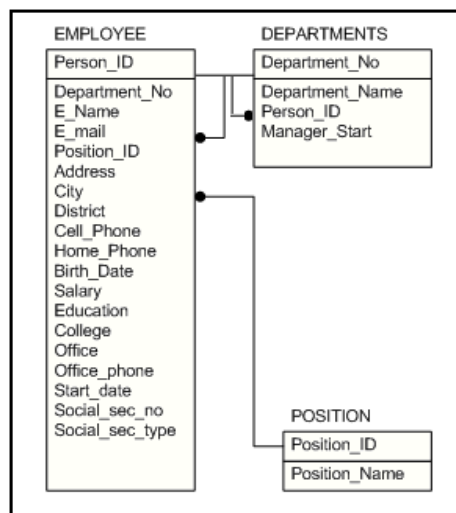 EMPLOYEE
Person_ID
Department_No
E_Name
E_mail
Position_ID
Address
City
District
Cell_Phone
Home_Phone
Birth_Date
Salary
Education
College
Office
Office_phone
Start_date
Social_sec_no
Social_sec_type
DEPARTMENTS
Department_No
Department_Name
Person_ID
Manager_Start
POSITION
Position_ID
Position_Name